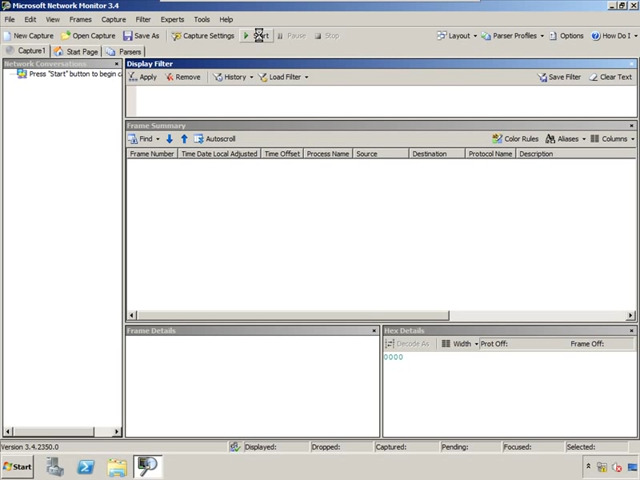 Microsoft Network Monitor 3.4
File Edit View Frames Capture Filter Experts Tools Help
New Capture Open Capture Save As Capture Settings Pause Stop Layout Parser Profiles Options How Do I
Capture1 Start Page Parsers
Network Conversations Display Filter
Press "Start" button to begin c
Apply Remove History Load Filter Save Filter Clear Text
Frame Summary
Find Autoscroll Color Rules Aliases Columns
Frame Number Time Date Local Adjusted Time Offset Process Name Source Destination Protocol Name Description
Frame Details Hex Details
Decode As Width Prot Off: Frame Off:
0000
Version 3.4.2350.0 Displayed: Dropped: Captured: Pending: Focused: Selected:
Start